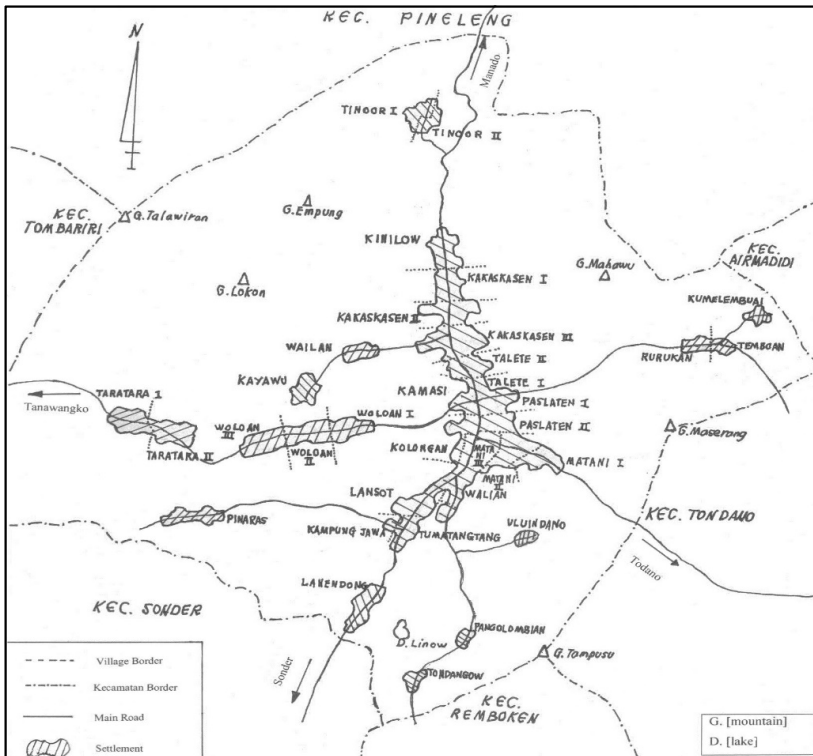 KEC. PINELENG
N
Manado
TINOOR I
TINOOR II
KEC. TOMBARIRI
G. Talawiran
G. Empung
KINILOW
G. Lokon
KAKASKASEN I
G. Mahawu
KEC. AIRMADIDI
KUMELEMBUAI
KAKASKASEN II
KAKASKASEN III
WAILAN
TALETE II
RURUKAN
TEMBOAN
KAYAWU
TALETE I
KAMASI
PASLATEN I
Tanawangko
TARATARA I
WOLOAN I
WOLOAN III
WOLOAN II
PASLATEN II
G. Maserang
TARATARA II
KOLONGAN
MATANI III
MATANI II
MATANI I
LANSOT
WALIAN
PINARAS
KAMPUNG JAWA
TUMATANGTANG
ULUINDANO
KEC. TONDANO
Todano
LAHENDONG
KEC. SONDER
D. Linow
PANGOLOMBIAN
G. Tampusu
Sonder
TONDANGOW
KEC. REMBOKEN
Village Border
Kecamatan Border
Main Road
Settlement
G. [mountain]
D. [lake]